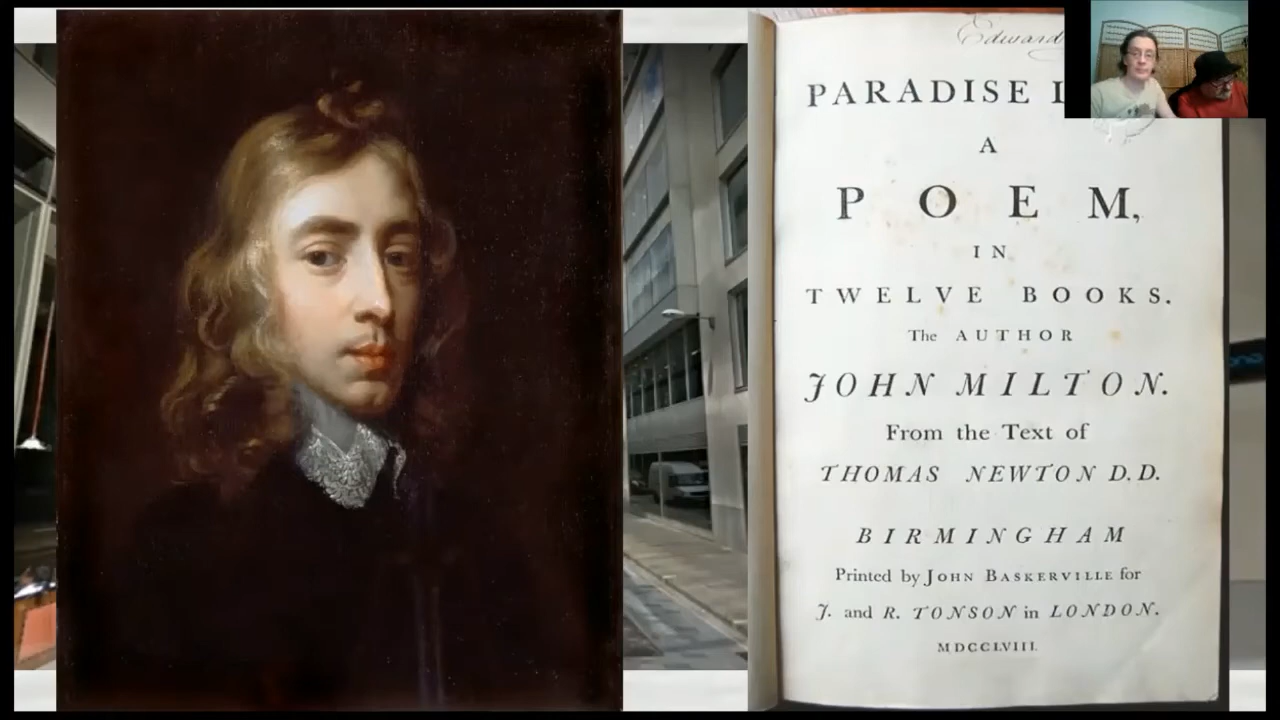 Edward
PARADISE L
A
POEM,
IN
TWELVE BOOKS.
The AUTHOR
JOHN MILTON.
From the Text of
THOMAS NEWTON D.D.
BIRMINGHAM
Printed by JOHN BASKERVILLE for
J. and R. TONSON in LONDON.
MDCCLVIII.